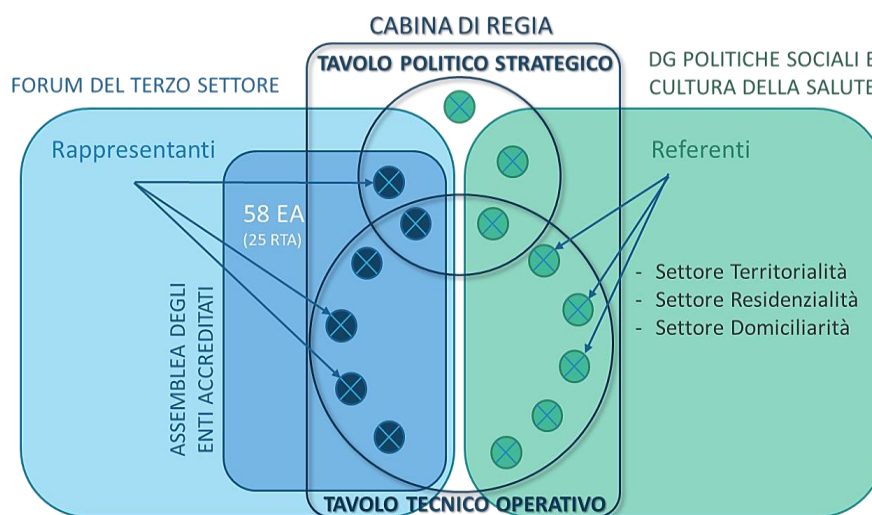 CABINA DI REGIA
TAVOLO POLITICO STRATEGICO
FORUM DEL TERZO SETTORE
DG POLITICHE SOCIALI E
CULTURA DELLA SALUTE
Rappresentanti
Referenti
58 EA
(25 RTA)
ASSEMBLEA DEGLI
ENTI ACCREDITATI
- Settore Territorialità
- Settore Residenzialità
- Settore Domiciliarità
TAVOLO TECNICO OPERATIVO